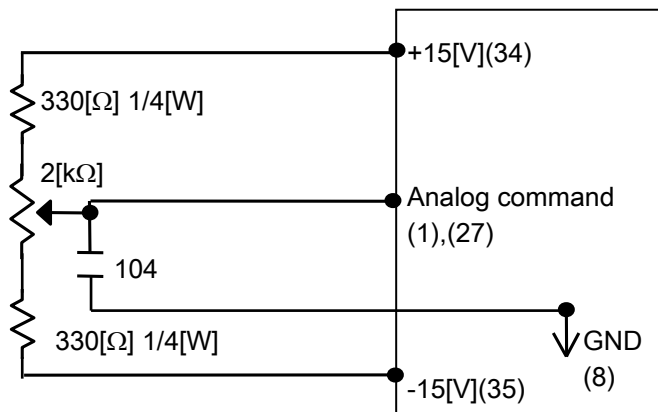 +15[V](34)
330[Ω] 1/4[W]
2[kΩ]
Analog command
(1),(27)
104
330[Ω] 1/4[W]
GND
(8)
-15[V](35)